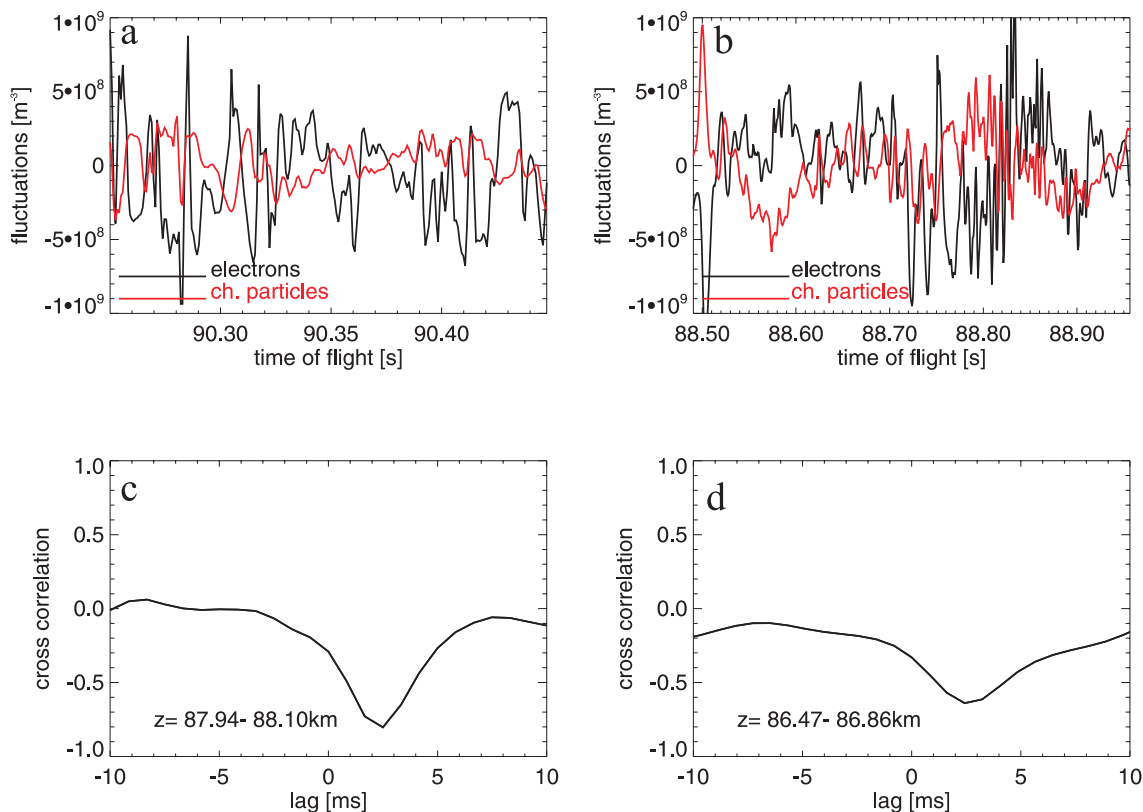 a
fluctuations [m⁻³]
1•10⁹
5•10⁸
0
-5•10⁸
-1•10⁹
electrons
ch. particles
90.30 90.35 90.40
time of flight [s]
b
fluctuations [m⁻³]
1•10⁹
5•10⁸
0
-5•10⁸
-1•10⁹
electrons
ch. particles
88.50 88.60 88.70 88.80 88.90
time of flight [s]
c
cross correlation
1.0
0.5
0.0
-0.5
-1.0
z= 87.94- 88.10km
-10 -5 0 5 10
lag [ms]
d
cross correlation
1.0
0.5
0.0
-0.5
-1.0
z= 86.47- 86.86km
-10 -5 0 5 10
lag [ms]